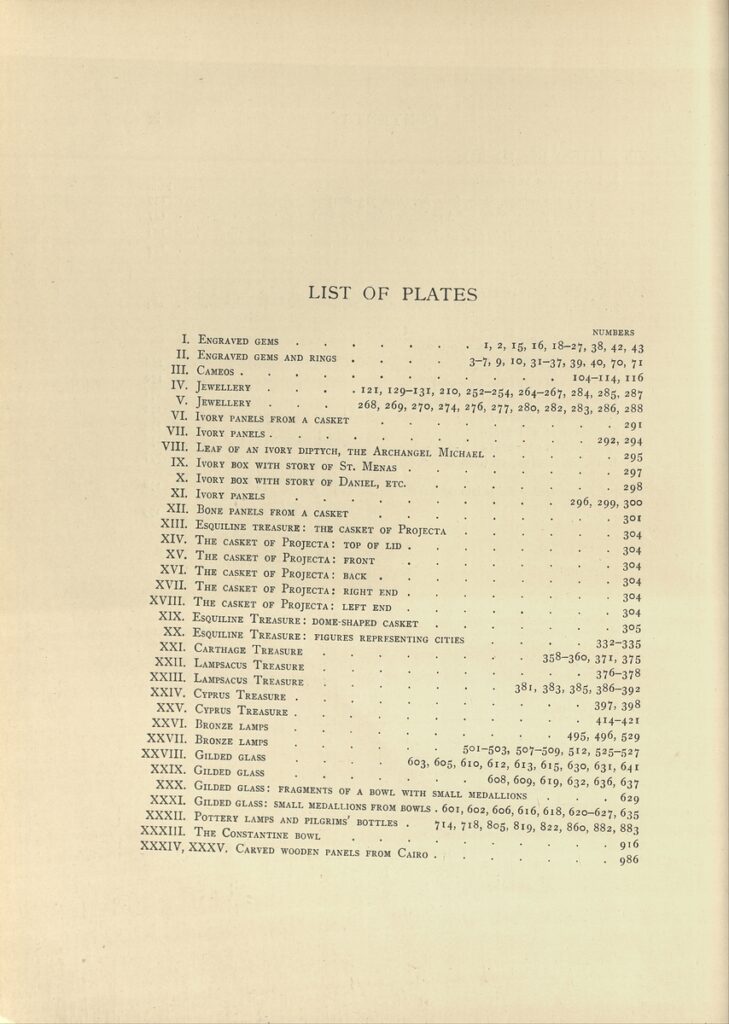 LIST OF PLATES
NUMBERS
I. Engraved gems . . . . . . . 1, 2, 15, 16, 18–27, 38, 42, 43
II. Engraved gems and rings . . . . 3–7, 9, 10, 31–37, 39, 40, 70, 71
III. Cameos . . . . . . . . . . . . 104–114, 116
IV. Jewellery . . . . 121, 129–131, 210, 252–254, 264–267, 284, 285, 287
V. Jewellery . . . . 268, 269, 270, 274, 276, 277, 280, 282, 283, 286, 288
VI. Ivory panels from a casket . . . . . . . . . 291
VII. Ivory panels . . . . . . . . . . . 292, 294
VIII. Leaf of an ivory diptych, the Archangel Michael . . . . . 295
IX. Ivory box with story of St. Menas . . . . . . . . 297
X. Ivory box with story of Daniel, etc. . . . . . . . 298
XI. Ivory panels . . . . . . . . . . 296, 299, 300
XII. Bone panels from a casket . . . . . . . . . 301
XIII. Esquiline treasure: the casket of Projecta . . . . . . 304
XIV. The casket of Projecta: top of lid . . . . . . . . 304
XV. The casket of Projecta: front . . . . . . . . 304
XVI. The casket of Projecta: back . . . . . . . . . 304
XVII. The casket of Projecta: right end . . . . . . . . 304
XVIII. The casket of Projecta: left end . . . . . . . . 304
XIX. Esquiline Treasure: dome-shaped casket . . . . . . . 305
XX. Esquiline Treasure: figures representing cities . . . . 332–335
XXI. Carthage Treasure . . . . . . . . 358–360, 371, 375
XXII. Lampsacus Treasure . . . . . . . . . . 376–378
XXIII. Lampsacus Treasure . . . . . . . 381, 383, 385, 386–392
XXIV. Cyprus Treasure . . . . . . . . . . . 397, 398
XXV. Cyprus Treasure . . . . . . . . . . . 414–421
XXVI. Bronze lamps . . . . . . . . . . 495, 496, 529
XXVII. Bronze lamps . . . . . . 501–503, 507–509, 512, 525–527
XXVIII. Gilded glass . . . . 603, 605, 610, 612, 613, 615, 630, 631, 641
XXIX. Gilded glass . . . . . . . 608, 609, 619, 632, 636, 637
XXX. Gilded glass: fragments of a bowl with small medallions . . . 629
XXXI. Gilded glass: small medallions from bowls . 601, 602, 606, 616, 618, 620–627, 635
XXXII. Pottery lamps and pilgrims' bottles . 714, 718, 805, 819, 822, 860, 882, 883
XXXIII. The Constantine bowl . . . . . . . . . . 916
XXXIV, XXXV. Carved wooden panels from Cairo . . . . . . . 986